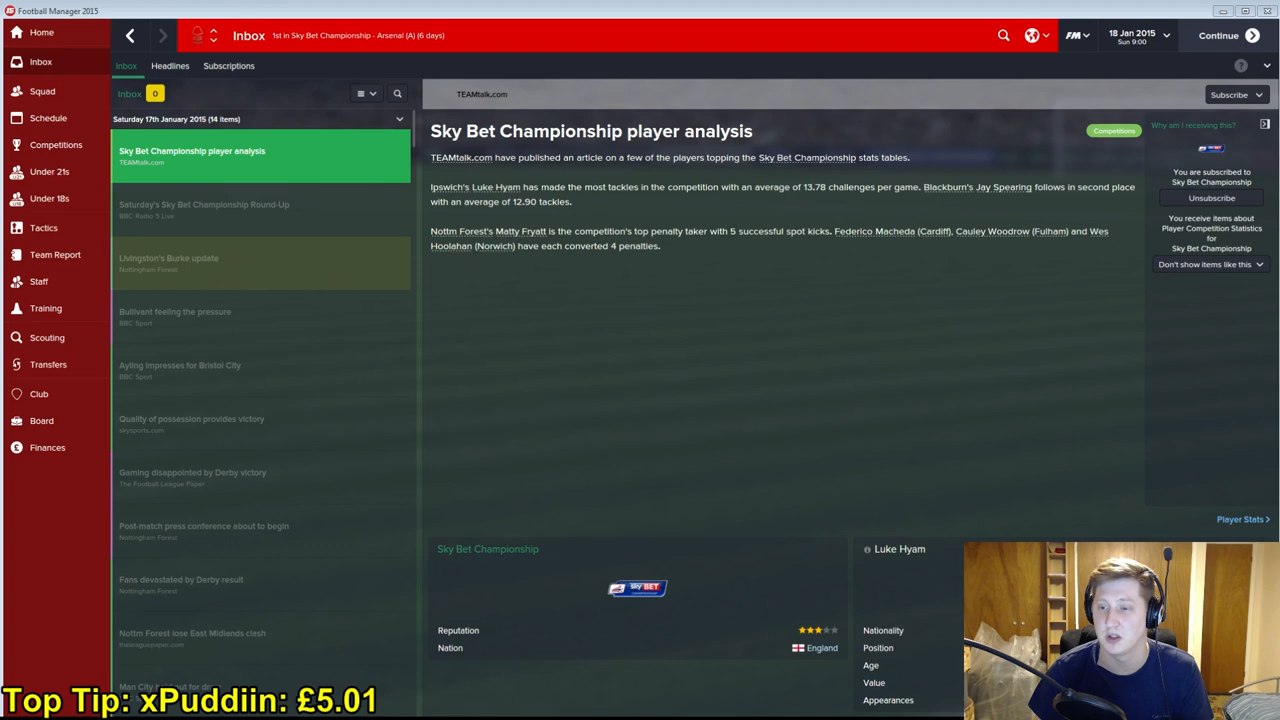 Football Manager 2015
Home
Inbox
Squad
Schedule
Competitions
Under 21s
Under 18s
Tactics
Team Report
Staff
Training
Scouting
Transfers
Club
Board
Finances
Inbox 1st in Sky Bet Championship - Arsenal (A) (6 days)
FM
18 Jan 2015
Sun 9:00
Continue
Inbox Headlines Subscriptions
Inbox 0
Saturday 17th January 2015 (14 items)
Sky Bet Championship player analysis
TEAMtalk.com
Saturday's Sky Bet Championship Round-Up
BBC Radio 5 Live
Livingston's Burke update
Nottingham Forest
Bullivant feeling the pressure
BBC Sport
Ayling impresses for Bristol City
BBC Sport
Quality of possession provides victory
skysports.com
Gaming disappointed by Derby victory
The Football League Paper
Post-match press conference about to begin
Nottingham Forest
Fans devastated by Derby result
Nottingham Forest
Nottm Forest lose East Midlands clash
theleaguepaper.com
Man City
TEAMtalk.com
Subscribe
Sky Bet Championship player analysis
Competitions
TEAMtalk.com have published an article on a few of the players topping the Sky Bet Championship stats tables.
Ipswich's Luke Hyam has made the most tackles in the competition with an average of 13.78 challenges per game. Blackburn's Jay Spearing follows in second place
with an average of 12.90 tackles.
Nottm Forest's Matty Fryatt is the competition's top penalty taker with 5 successful spot kicks. Federico Macheda (Cardiff), Cauley Woodrow (Fulham) and Wes
Hoolahan (Norwich) have each converted 4 penalties.
Why am I receiving this?
You are subscribed to
Sky Bet Championship
Unsubscribe
You receive items about
Player Competition Statistics
for
Sky Bet Championship
Don't show items like this
Player Stats
Sky Bet Championship
sky BET
Reputation
Nation England
Luke Hyam
Nationality
Position
Age
Value
Appearances
Top Tip: xPuddiin: £5.01